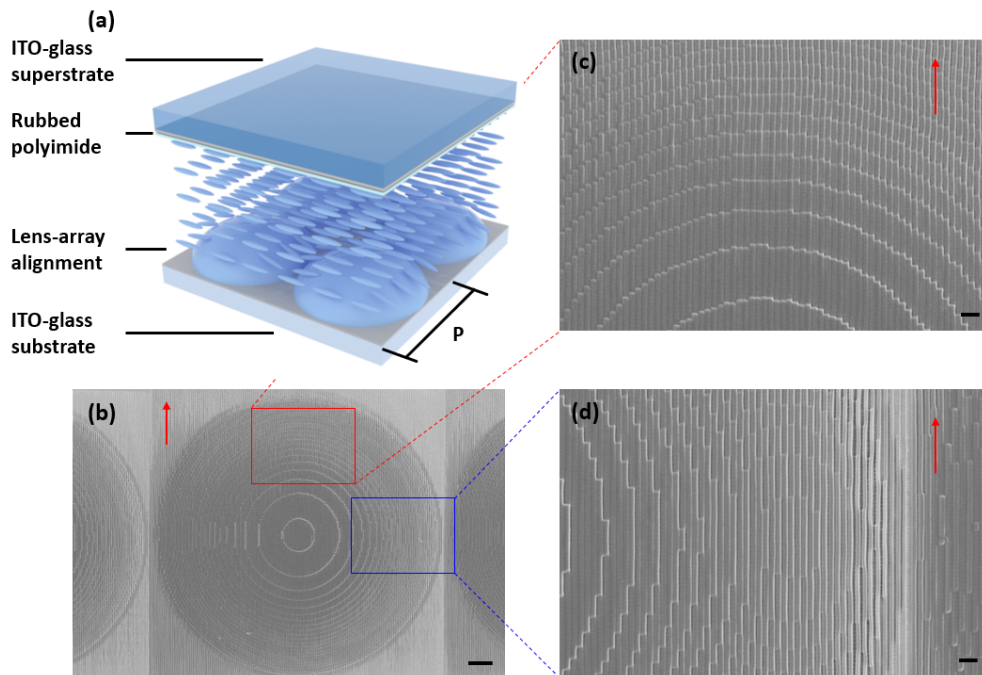 (a)
ITO-glass
superstrate
Rubbed
polyimide
Lens-array
alignment
ITO-glass
substrate
P
(b)
(c)
(d)